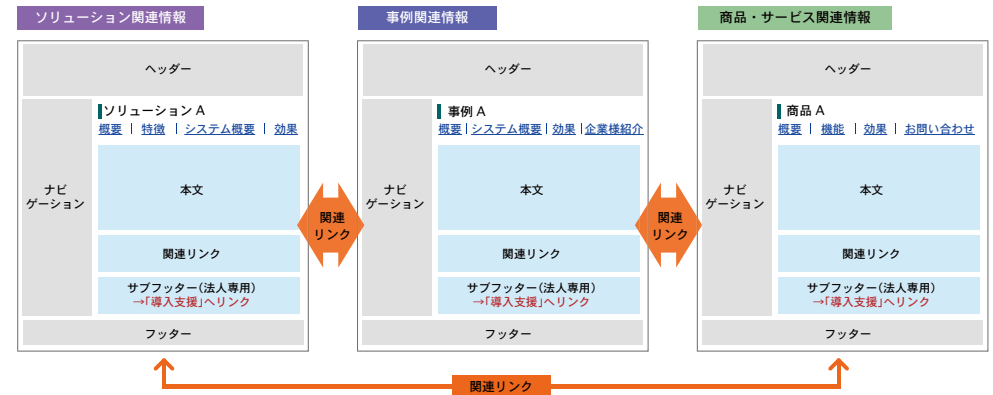 ソリューション関連情報
ヘッダー
ソリューション A
概要 | 特徴 | システム概要 | 効果
ナビ
ゲーション
本文
関連リンク
サブフッター(法人専用)
→「導入支援」へリンク
フッター
関連
リンク
事例関連情報
ヘッダー
事例 A
概要 | システム概要 | 効果 | 企業様紹介
ナビ
ゲーション
本文
関連リンク
サブフッター(法人専用)
→「導入支援」へリンク
フッター
関連
リンク
商品・サービス関連情報
ヘッダー
商品 A
概要 | 機能 | 効果 | お問い合わせ
ナビ
ゲーション
本文
関連リンク
サブフッター(法人専用)
→「導入支援」へリンク
フッター
関連リンク